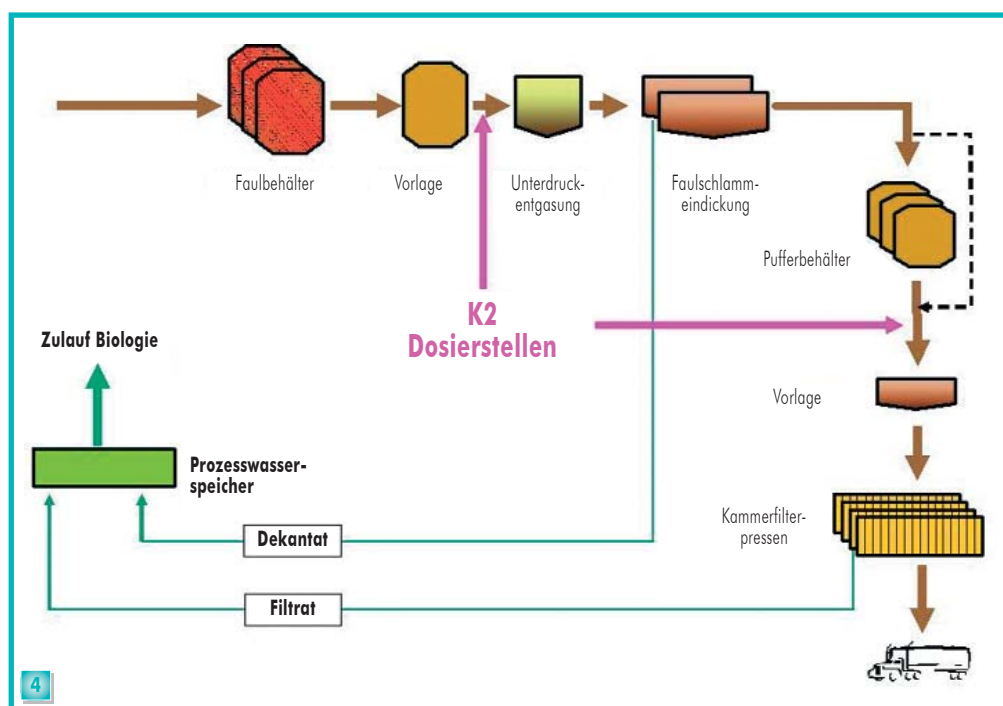 Faulbehälter
Vorlage
Unterdruck-
entgasung
Faulschlamm-
eindickung
Pufferbehälter
K2
Dosierstellen
Zulauf Biologie
Vorlage
Prozesswasser-
speicher
Kammerfilter-
pressen
Dekantat
Filtrat
4